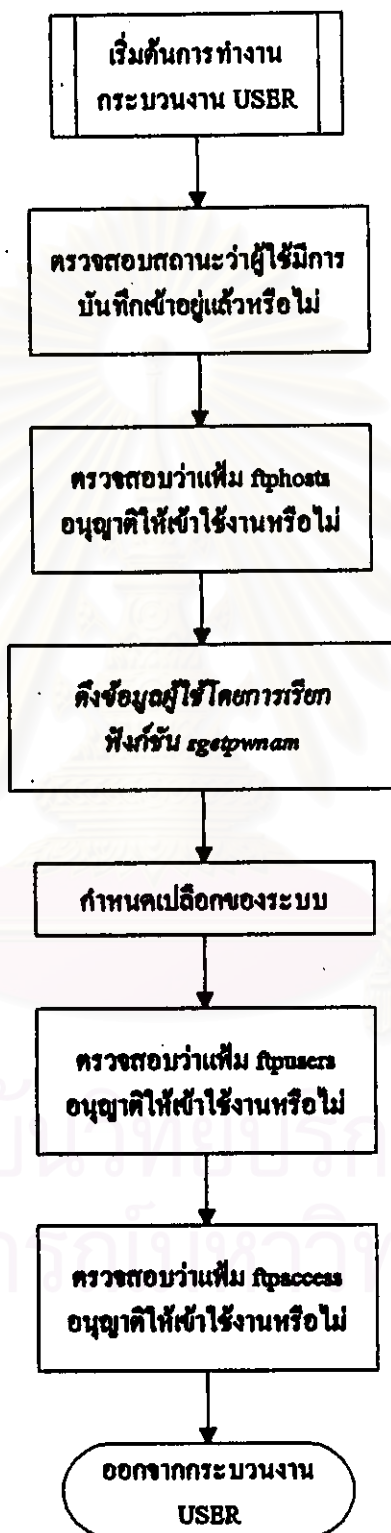 เริ่มต้นการทำงาน
กระบวนงาน USER
ตรวจสอบสถานะว่าผู้ใช้มีการ
บันทึกเข้าอยู่แล้วหรือไม่
ตรวจสอบว่าแฟ้ม ftphosts
อนุญาติให้เข้าใช้งานหรือไม่
ดึงข้อมูลผู้ใช้โดยการเรียก
ฟังก์ชัน sgetpwnam
กำหนดเปลือกของระบบ
ตรวจสอบว่าแฟ้ม ftpusers
อนุญาติให้เข้าใช้งานหรือไม่
ตรวจสอบว่าแฟ้ม ftpaccess
อนุญาติให้เข้าใช้งานหรือไม่
ออกจากกระบวนงาน
USER